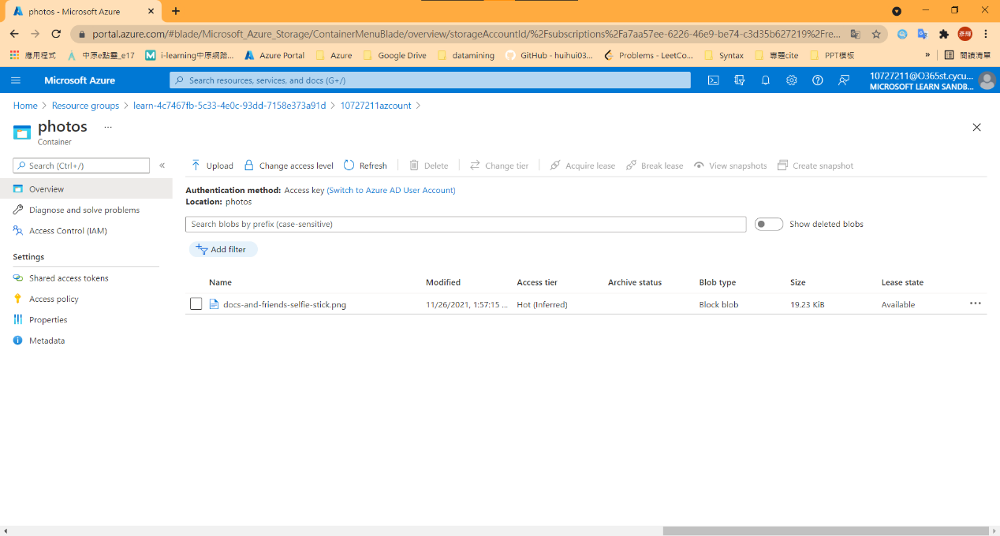 photos - Microsoft Azure
portal.azure.com/#blade/Microsoft_Azure_Storage/ContainerMenuBlade/overview/storageAccountId/%2Fsubscriptions%2Fa7aa57ee-6226-46e9-be74-c3d35b627219%2Fre...
應用程式 中原e點靈_e17 i-learning中原網路... Azure Portal Azure Google Drive datamining GitHub - huihui03... Problems - LeetCo... Syntax 專題cite PPT模板 » 閱讀清單
Microsoft Azure Search resources, services, and docs (G+/) 10727211@O365st.cycu...
MICROSOFT LEARN SANDB...
Home > Resource groups > learn-4c7467fb-5c33-4e0c-93dd-7158e373a91d > 10727211azcount >
photos ...
Container
Search (Ctrl+/) «
Upload Change access level Refresh Delete Change tier Acquire lease Break lease View snapshots Create snapshot
Overview
Diagnose and solve problems
Access Control (IAM)
Settings
Shared access tokens
Access policy
Properties
Metadata
Authentication method: Access key (Switch to Azure AD User Account)
Location: photos
Search blobs by prefix (case-sensitive) Show deleted blobs
Add filter
Name Modified Access tier Archive status Blob type Size Lease state
docs-and-friends-selfie-stick.png 11/26/2021, 1:57:15 ... Hot (Inferred) Block blob 19.23 KiB Available ...